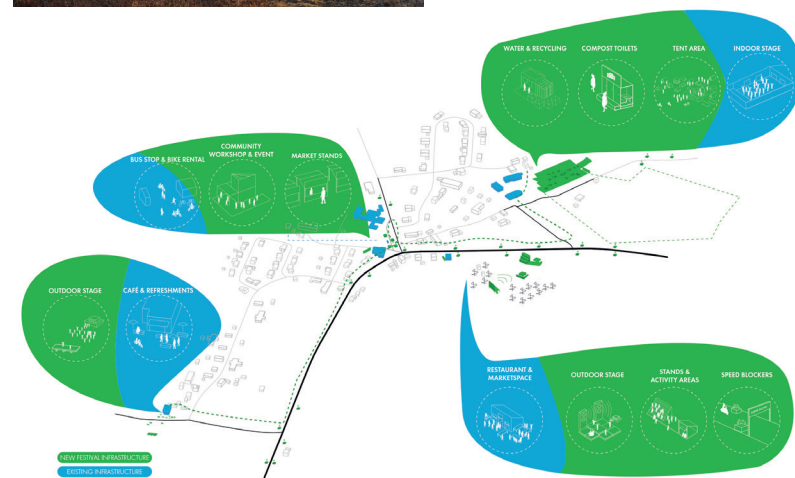 WATER & RECYCLING
COMPOST TOILETS
TENT AREA
INDOOR STAGE
BUS STOP & BIKE RENTAL
COMMUNITY
WORKSHOP & EVENT
MARKET STANDS
OUTDOOR STAGE
CAFÉ & REFRESHMENTS
RESTAURANT &
MARKETSPACE
OUTDOOR STAGE
STANDS &
ACTIVITY AREAS
SPEED BLOCKERS
NEW FESTIVAL INFRASTRUCTURE
EXISTING INFRASTRUCTURE